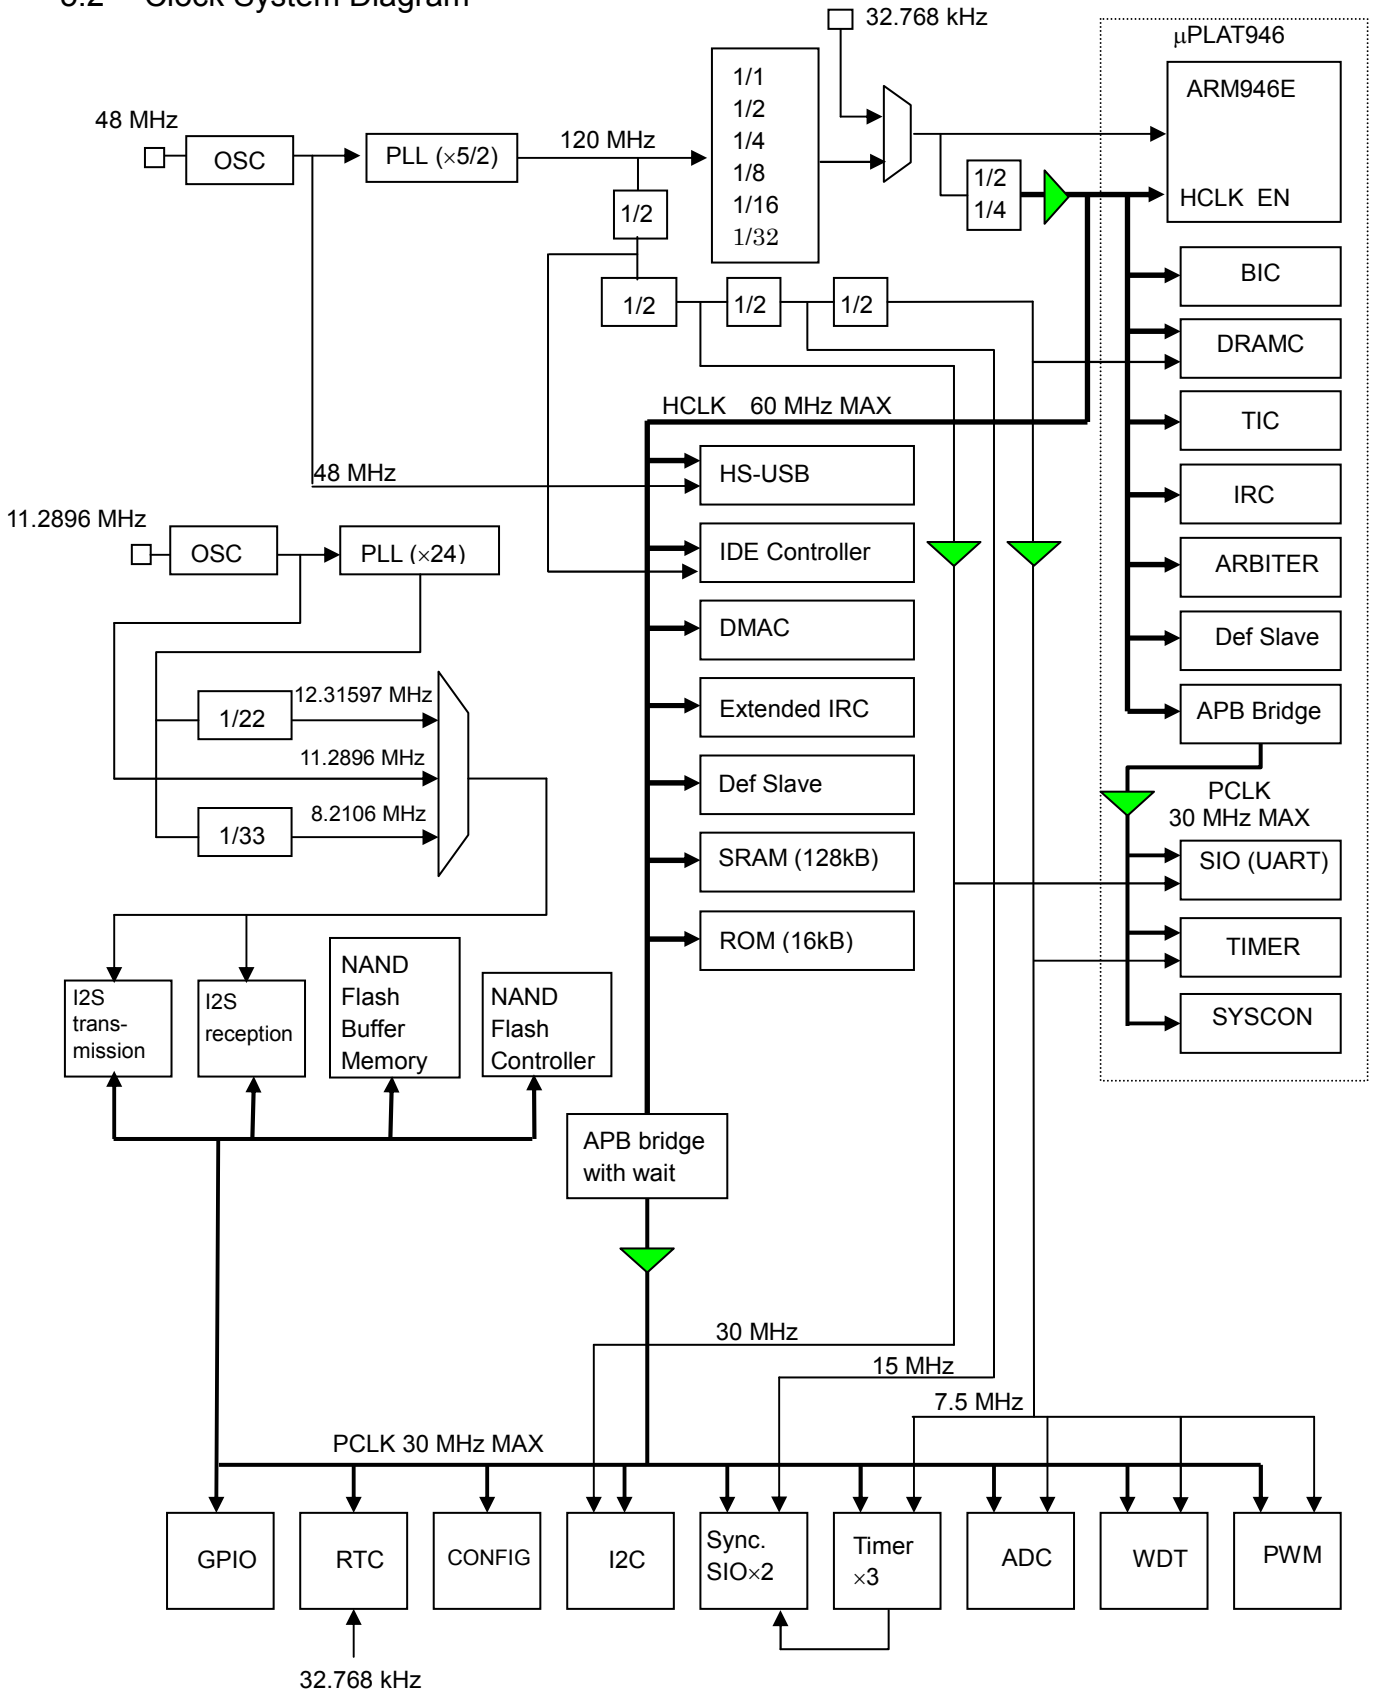 Clock System Diagram
32.768 kHz
μPLAT946
48 MHz
OSC
PLL (×5/2)
120 MHz
1/1
1/2
1/4
1/8
1/16
1/32
ARM946E
HCLK EN
1/2
1/4
1/2
1/2
1/2
1/2
BIC
DRAMC
TIC
IRC
ARBITER
Def Slave
APB Bridge
PCLK
30 MHz MAX
SIO (UART)
TIMER
SYSCON
HCLK 60 MHz MAX
48 MHz
HS-USB
IDE Controller
DMAC
Extended IRC
Def Slave
SRAM (128kB)
ROM (16kB)
11.2896 MHz
OSC
PLL (×24)
12.31597 MHz
1/22
11.2896 MHz
8.2106 MHz
1/33
I2S
trans-
mission
I2S
reception
NAND
Flash
Buffer
Memory
NAND
Flash
Controller
APB bridge
with wait
30 MHz
15 MHz
7.5 MHz
PCLK 30 MHz MAX
GPIO
RTC
CONFIG
I2C
Sync.
SIO×2
Timer
×3
ADC
WDT
PWM
32.768 kHz